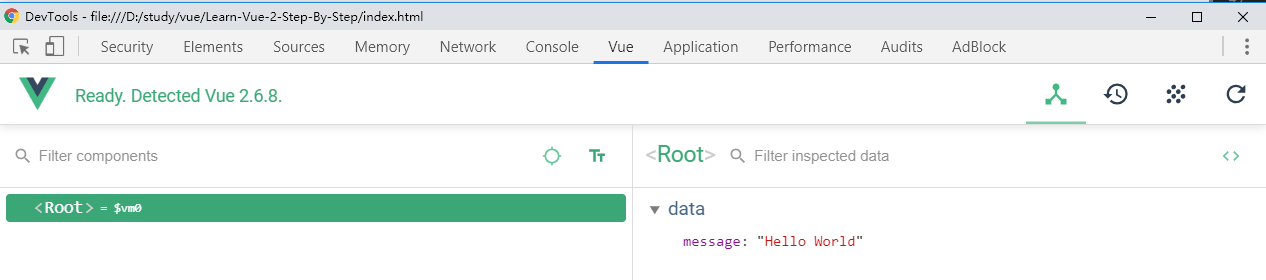 DevTools - file:///D:/study/vue/Learn-Vue-2-Step-By-Step/index.html
Security Elements Sources Memory Network Console Vue Application Performance Audits AdBlock
Ready. Detected Vue 2.6.8.
Filter components
<Root> = $vm0
<Root> Filter inspected data
data
message: "Hello World"